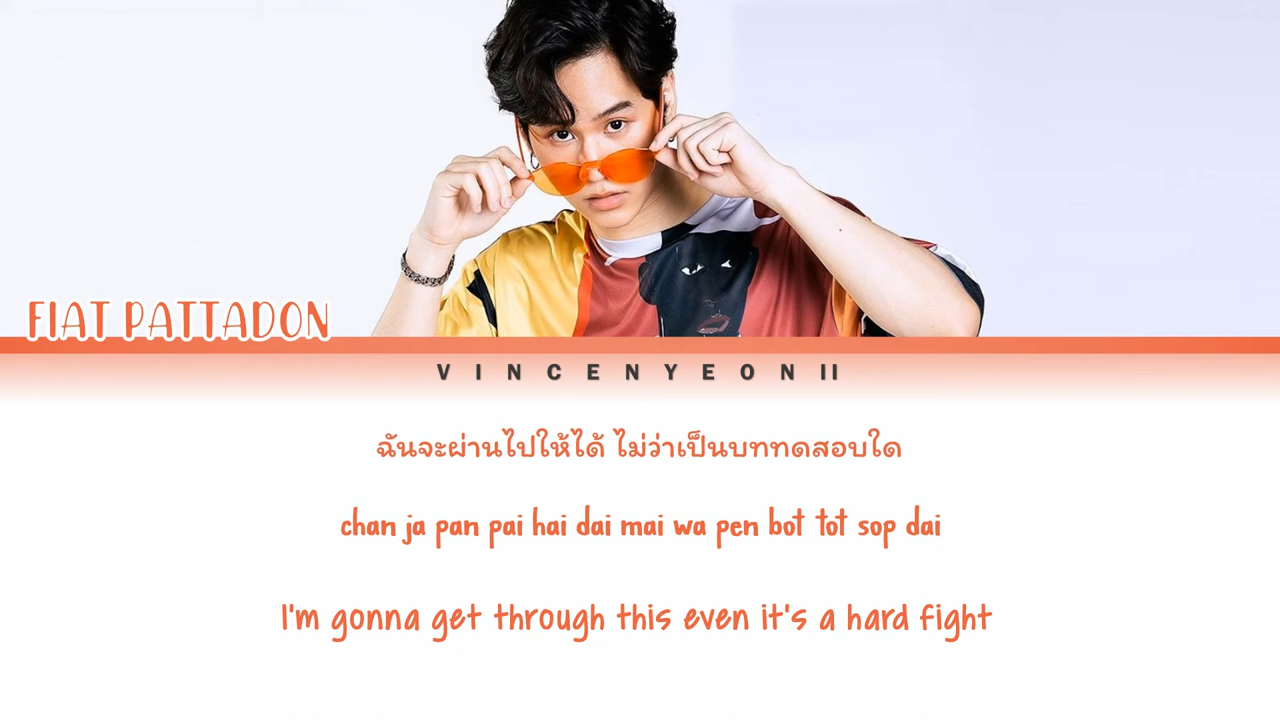 FIAT PATTADON
VINCENYEONII
ฉันจะผ่านไปให้ได้ ไม่ว่าเป็นบททดสอบใด
chan ja pan pai hai dai mai wa pen bot tot sop dai
I'm gonna get through this even it's a hard fight